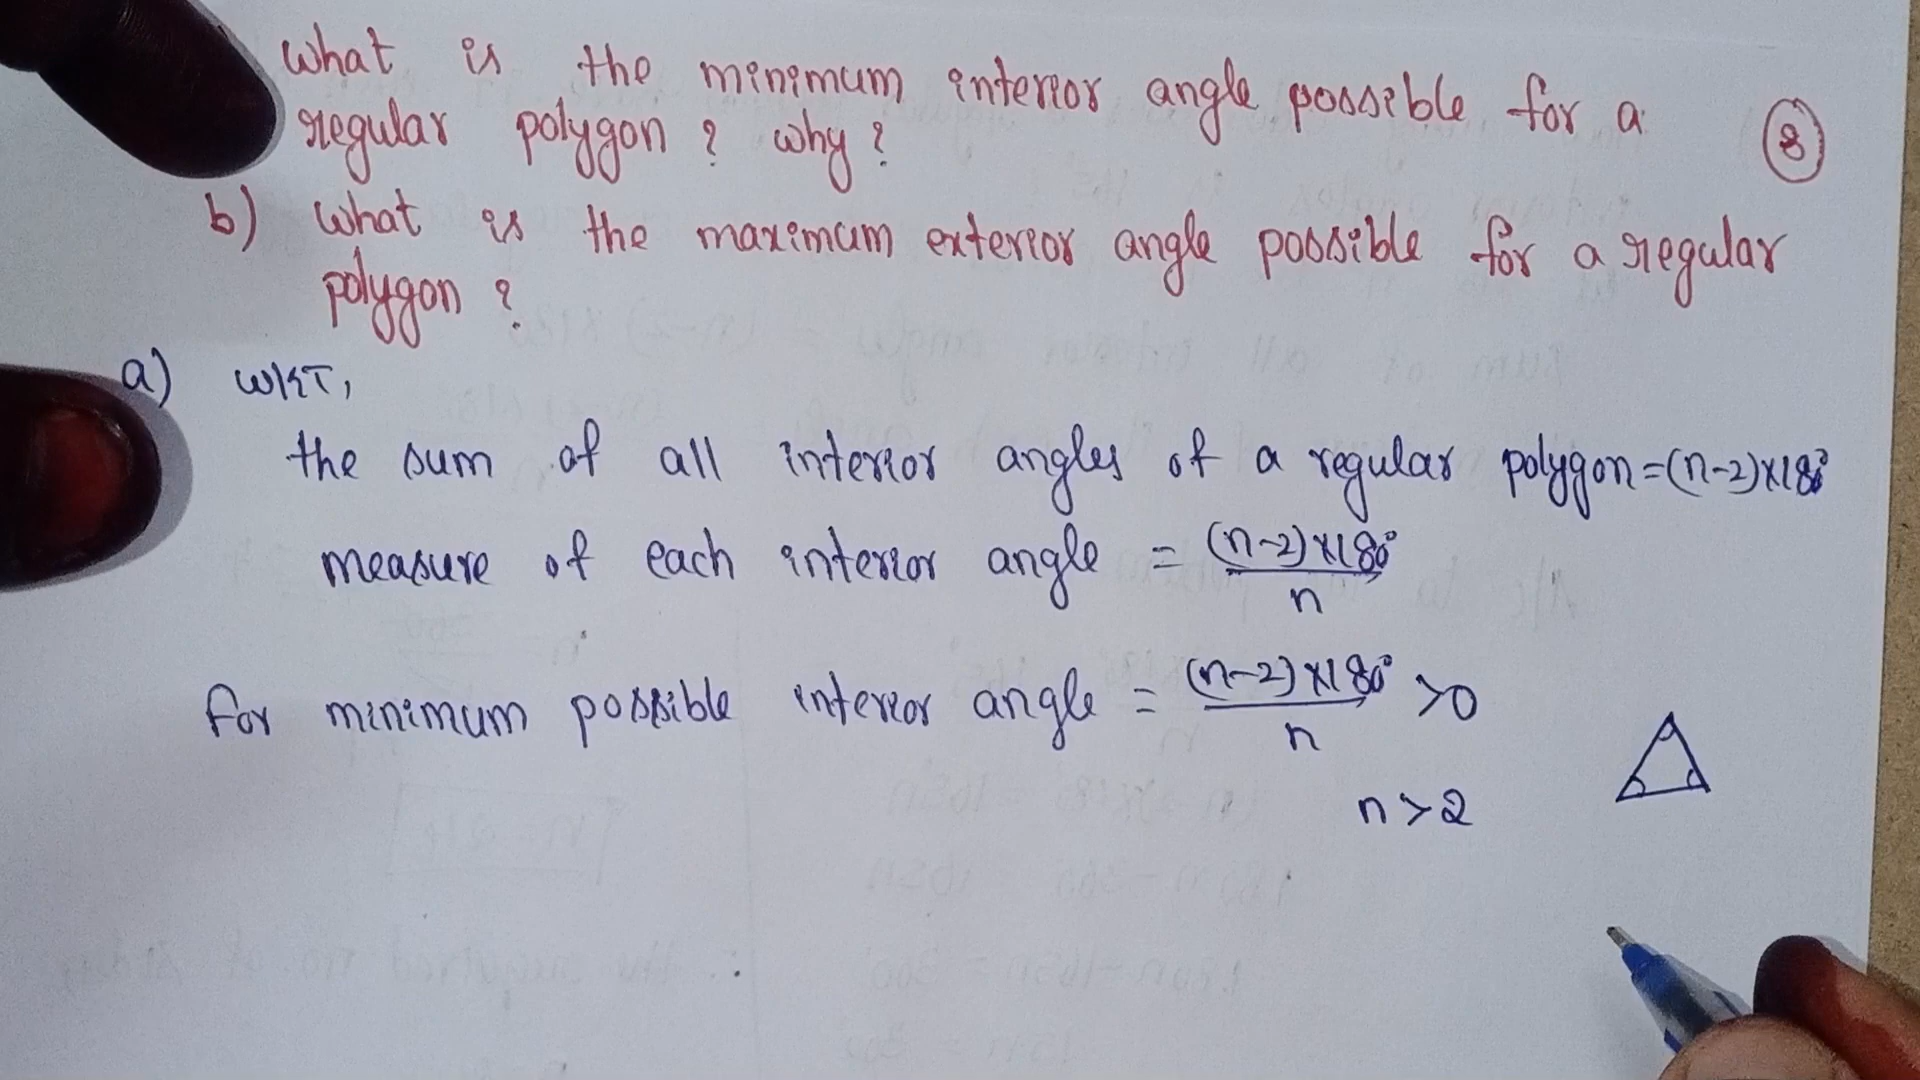 What is the minimum interior angle possible for a
regular polygon ? why ?
8
b) What is the maximum exterior angle possible for a regular
polygon ?
a) WKT,
the sum of all interior angles of a regular polygon = (n-2)×180°
measure of each interior angle = (n-2)×180°
n
for minimum possible interior angle = (n-2)×180° >0
n
n>2